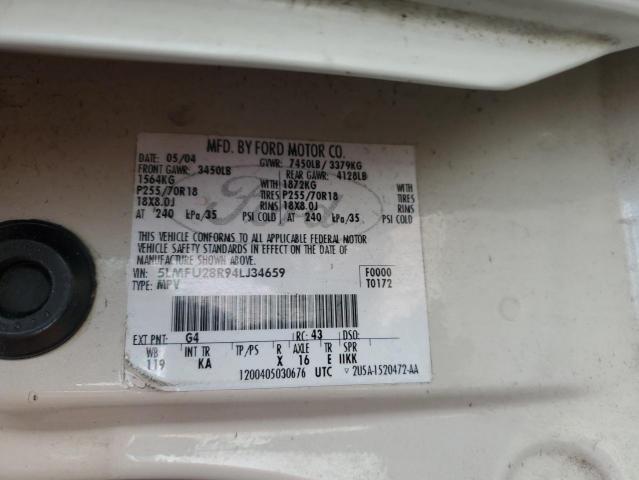 MFD. BY FORD MOTOR CO.
DATE: 05/04 GVWR: 7450LB/ 3379KG
FRONT GAWR: 3450LB REAR GAWR: 4128LB
1564KG WITH 1872KG WITH
P255/70R18 TIRES P255/70R18 TIRES
18X8.0J RIMS 18X8.0J RIMS
AT 240 kPa/35 PSI COLD AT 240 kPa/35 PSI COLD
THIS VEHICLE CONFORMS TO ALL APPLICABLE FEDERAL MOTOR
VEHICLE SAFETY STANDARDS IN EFFECT ON THE DATE OF
MANUFACTURE SHOWN ABOVE.
VIN: 5LMFU28R94LJ34659 F0000
TYPE: MPV T0172
EXT PNT: G4 RC: 43 DSO:
WB INT TR TP/PS R AXLE TR SPR
119 KA X 16 E IIKK
1200405030676 UTC ▽ 2U5A-1520472-AA
Ford